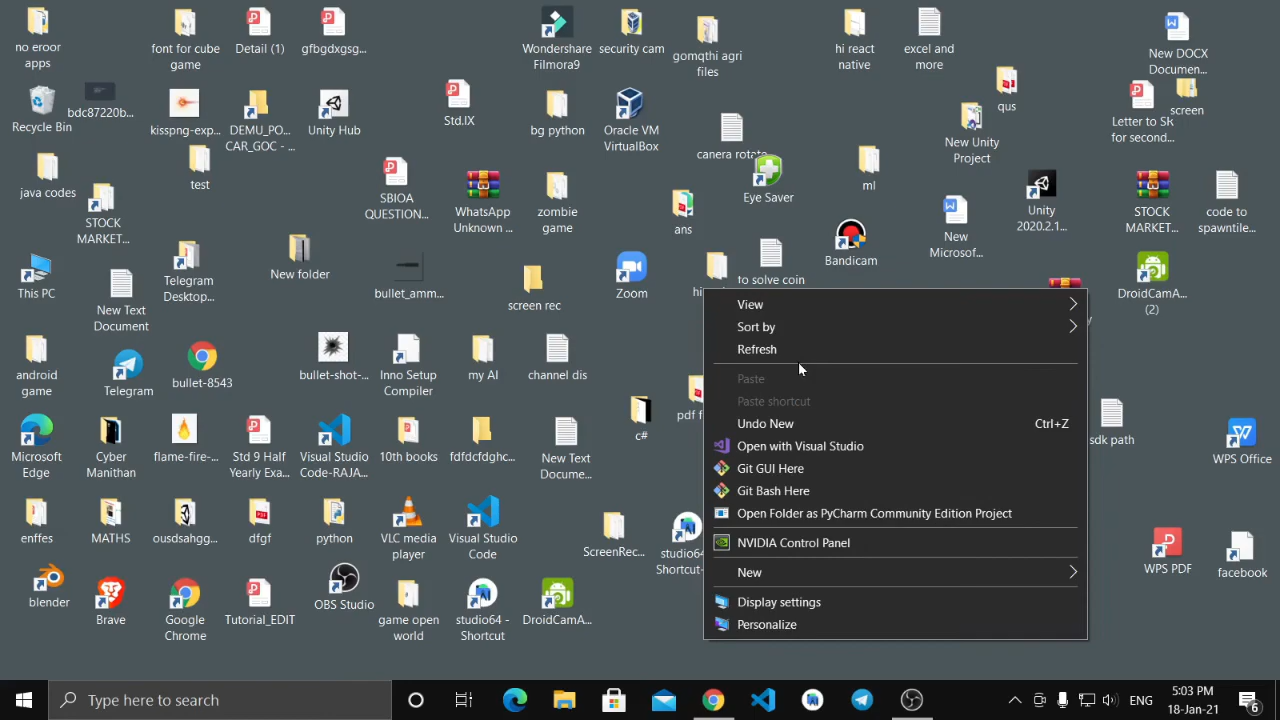 no eroor
apps
font for cube
game
Detail (1)
gfbgdxgsg...
Wondershare
Filmora9
security cam
gomqthi agri
files
hi react
native
excel and
more
New DOCX
Documen...
Recycle Bin
bdc87220b...
kisspng-exp...
DEMU_PO...
CAR_GOC - ...
Unity Hub
Std.IX
bg python
Oracle VM
VirtualBox
canera rotate
New Unity
Project
qus
Letter to Sk
for second...
screen
java codes
STOCK
MARKET...
test
SBIOA
QUESTION...
WhatsApp
Unknown ...
zombie
game
ans
Eye Saver
ml
New
Microsof...
Unity
2020.2.1...
STOCK
MARKET...
code to
spawntile...
This PC
New Text
Document
Telegram
Desktop...
New folder
bullet_amm...
screen rec
Zoom
to solve coin
Bandicam
DroidCamA...
(2)
View
Sort by
Refresh
Paste
Paste shortcut
Undo New
Ctrl+Z
Open with Visual Studio
Git GUI Here
Git Bash Here
Open Folder as PyCharm Community Edition Project
NVIDIA Control Panel
New
Display settings
Personalize
android
game
Telegram
bullet-8543
bullet-shot-...
Inno Setup
Compiler
my AI
channel dis
pdf f
c#
sdk path
WPS Office
Microsoft
Edge
Cyber
Manithan
flame-fire-...
Std 9 Half
Yearly Exa...
Visual Studio
Code-RAJA...
10th books
fdfdcfdghc...
New Text
Docume...
enffes
MATHS
ousdsahgg...
dfgf
python
VLC media
player
Visual Studio
Code
ScreenRec...
studio64
Shortcut-
WPS PDF
facebook
blender
Brave
Google
Chrome
Tutorial_EDIT
OBS Studio
game open
world
studio64 -
Shortcut
DroidCamA...
Type here to search
ENG
5:03 PM
18-Jan-21
6